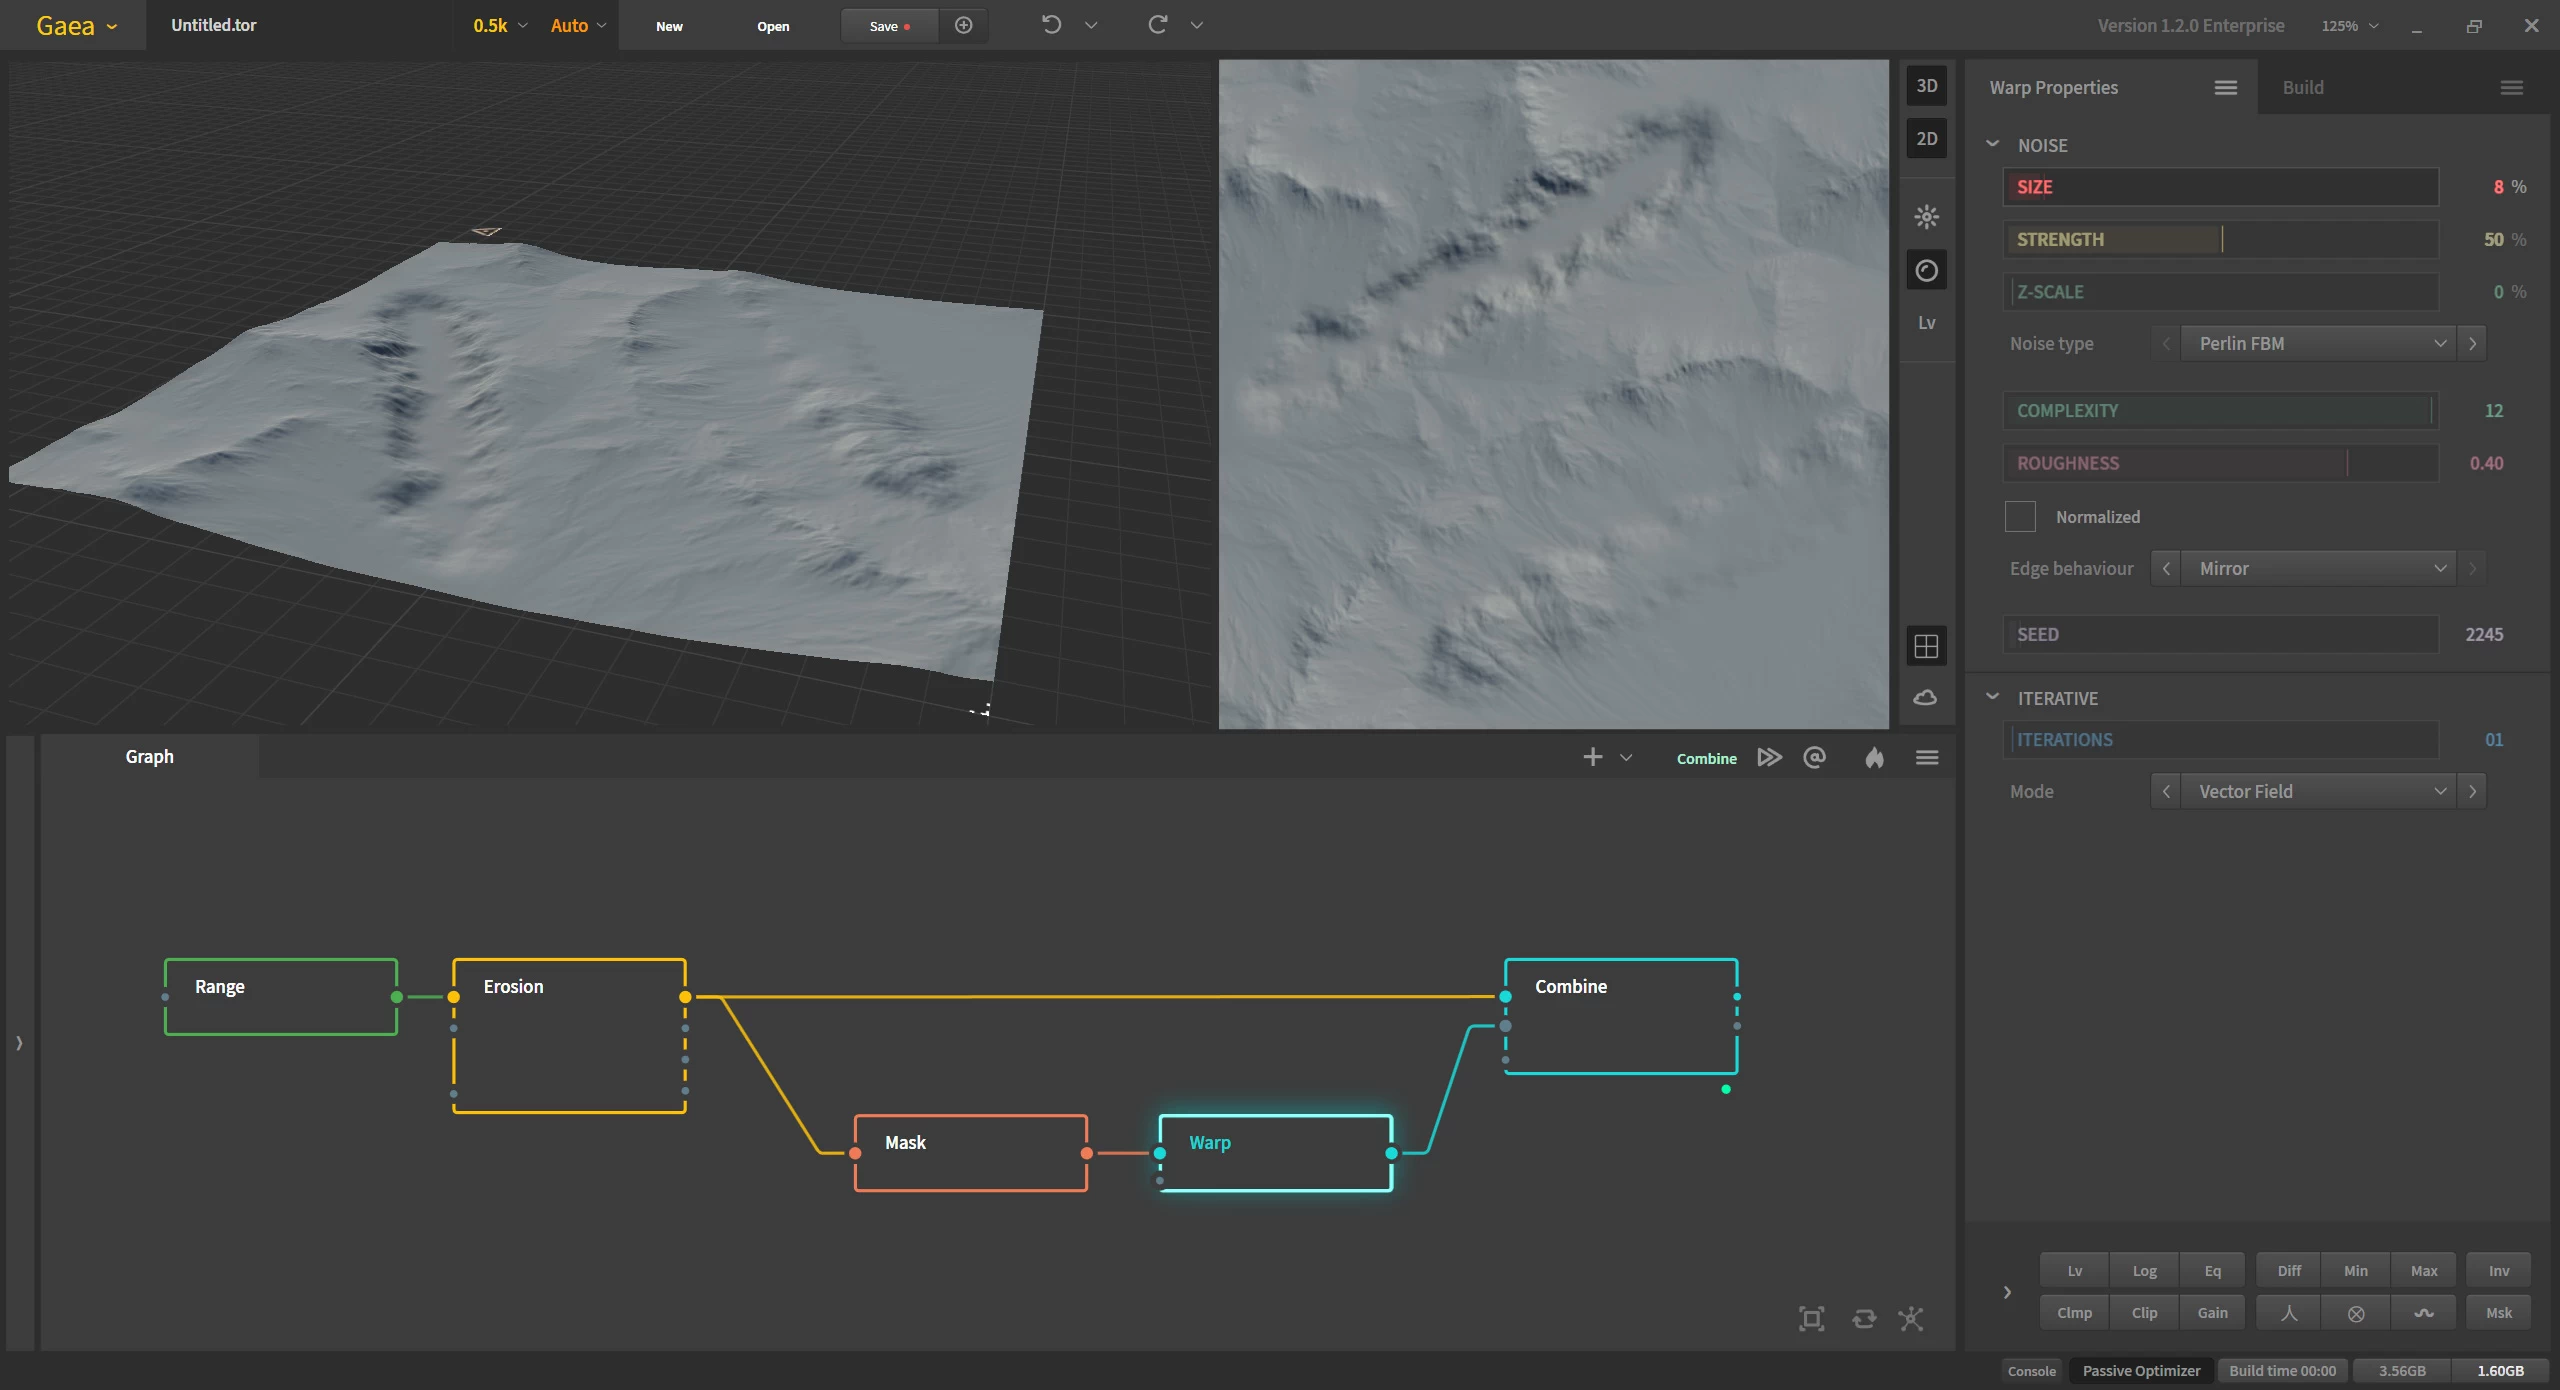 Gaea
Untitled.tor
0.5k
Auto
New
Open
Save
Version 1.2.0 Enterprise
125%
3D
2D
Lv
Warp Properties
Build
NOISE
SIZE 8 %
STRENGTH 50 %
Z-SCALE 0 %
Noise type Perlin FBM
COMPLEXITY 12
ROUGHNESS 0.40
Normalized
Edge behaviour Mirror
SEED 2245
ITERATIVE
ITERATIONS 01
Mode Vector Field
Graph
Combine
Range
Erosion
Combine
Mask
Warp
Lv Log Eq Diff Min Max Inv
Clmp Clip Gain 人 Msk
Console Passive Optimizer Build time 00:00 3.56GB 1.60GB